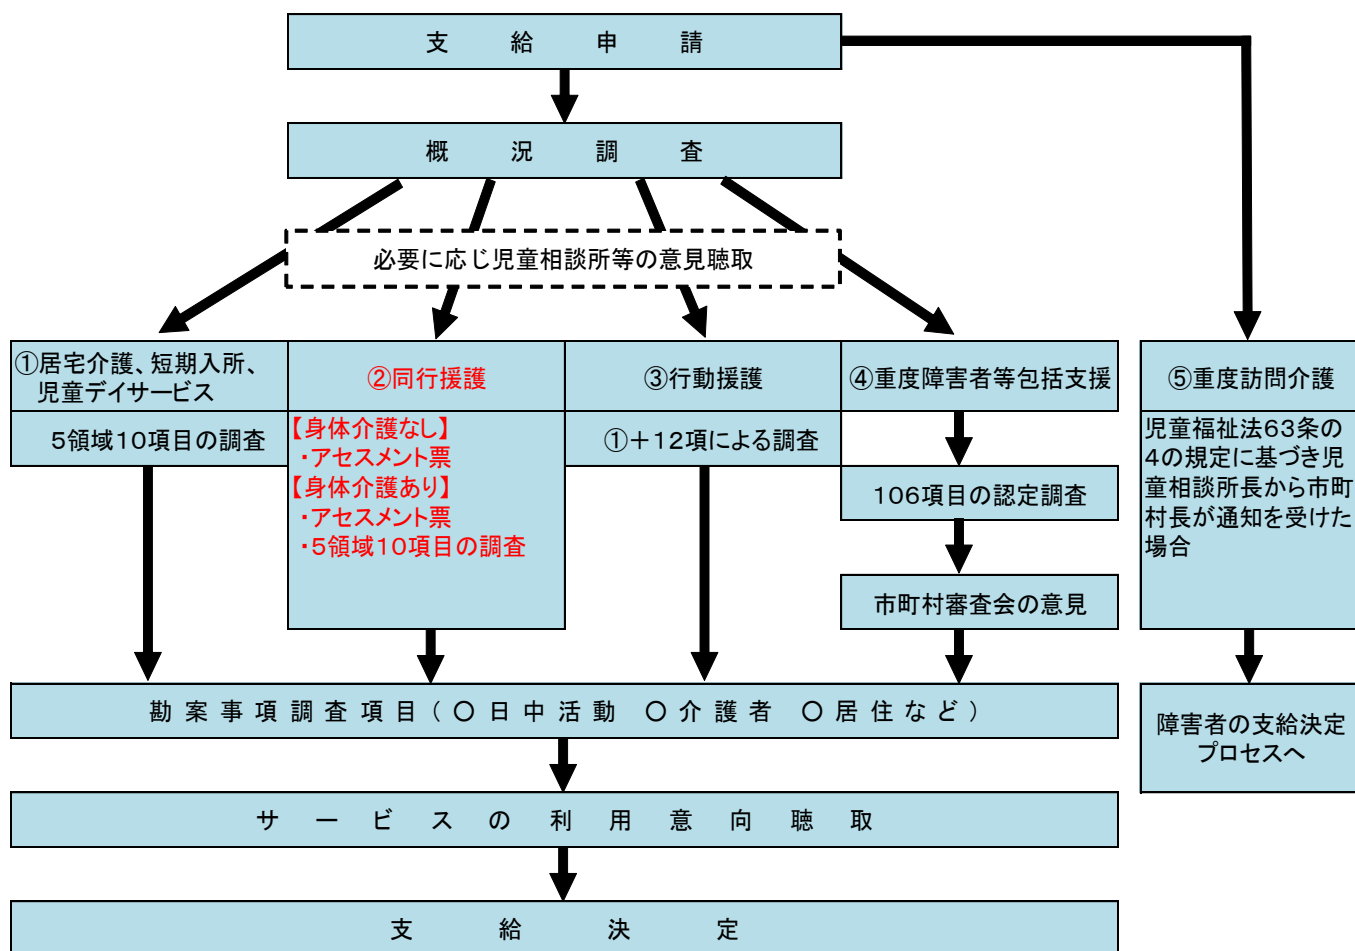 支給申請
概況調査
必要に応じ児童相談所等の意見聴取
①居宅介護、短期入所、
児童デイサービス
5領域10項目の調査
②同行援護
【身体介護なし】
・アセスメント票
【身体介護あり】
・アセスメント票
・5領域10項目の調査
③行動援護
①+12項による調査
④重度障害者等包括支援
106項目の認定調査
市町村審査会の意見
⑤重度訪問介護
児童福祉法63条の
4の規定に基づき児
童相談所長から市町
村長が通知を受けた
場合
勘案事項調査項目(〇日中活動 〇介護者 〇居住など)
障害者の支給決定
プロセスへ
サービスの利用意向聴取
支給決定